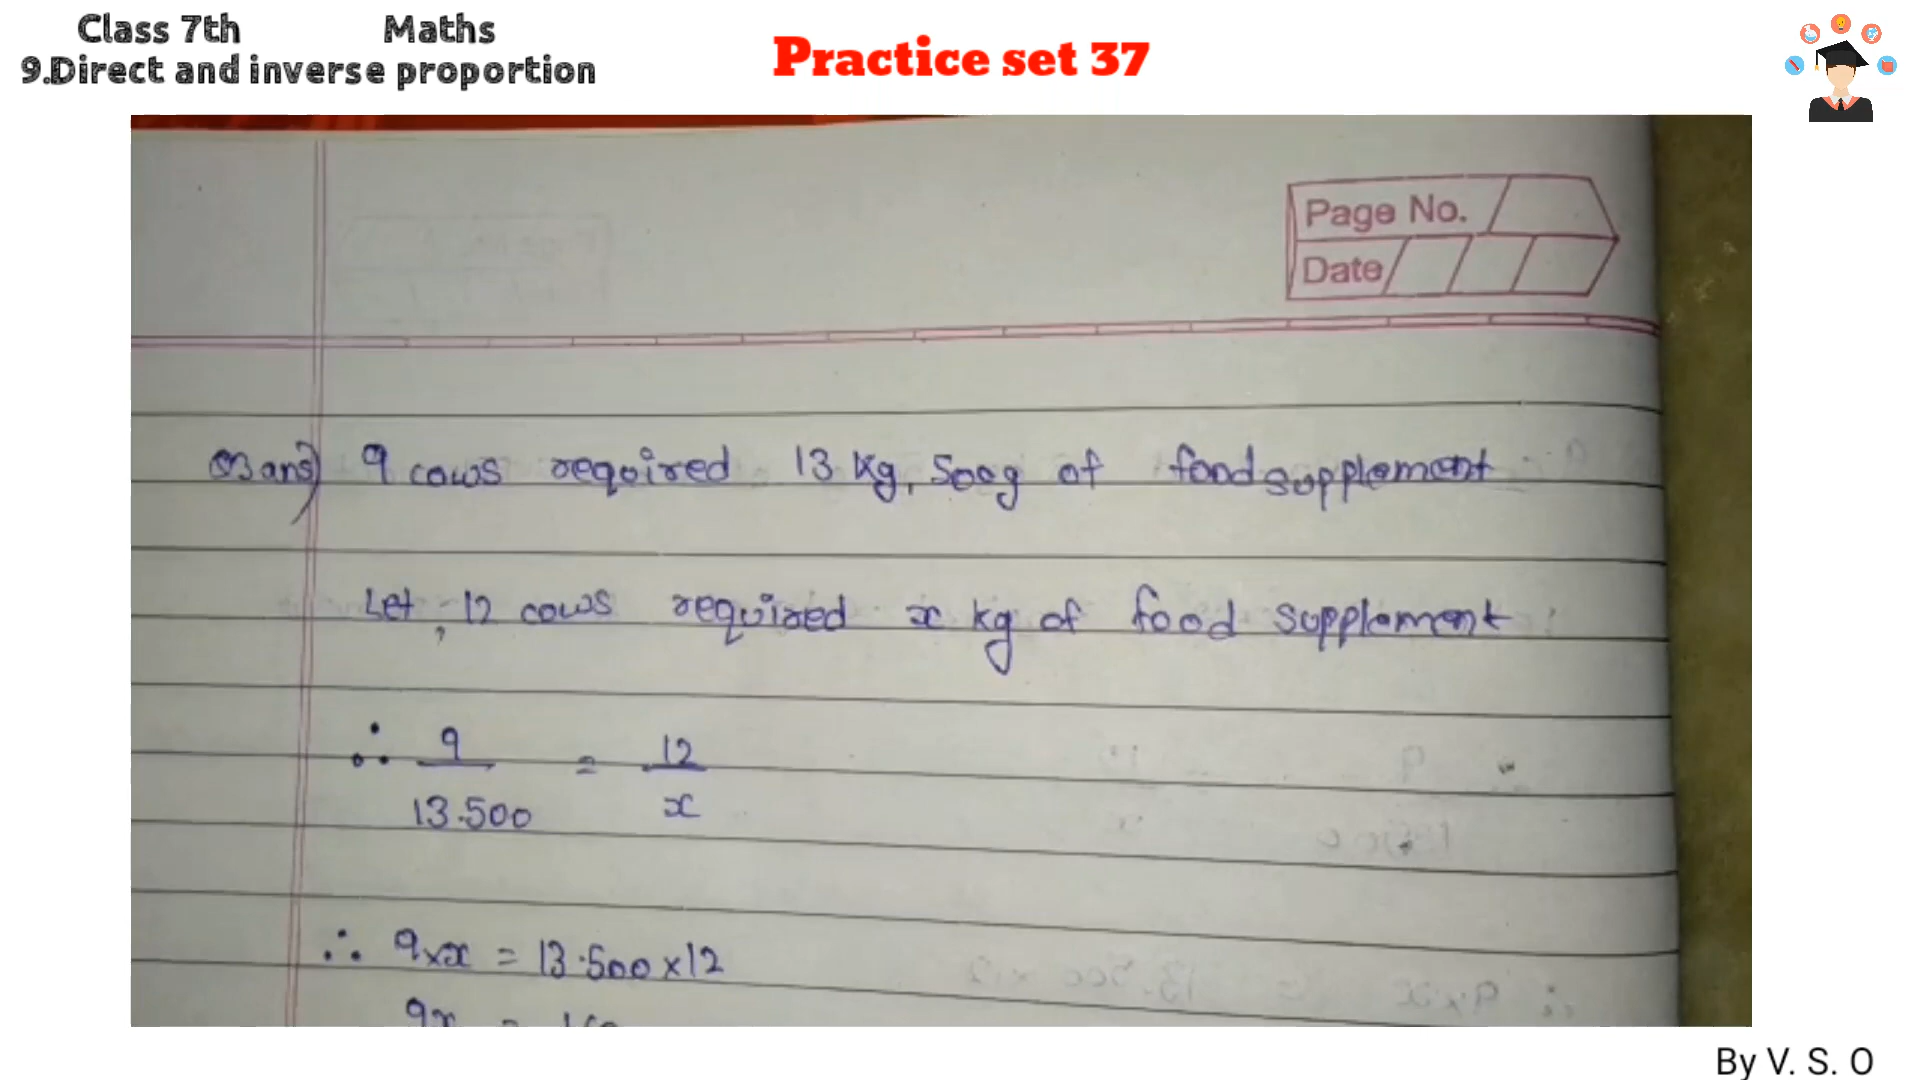 Class 7th Maths
9.Direct and inverse proportion
Practice set 37
Page No.
Date
Q3 ans) 9 cows required 13 kg, 500g of food supplement
Let, 12 cows required x kg of food supplement
∴ 9/13.500 = 12/x
∴ 9×x = 13.500×12
9x =
By V. S. O